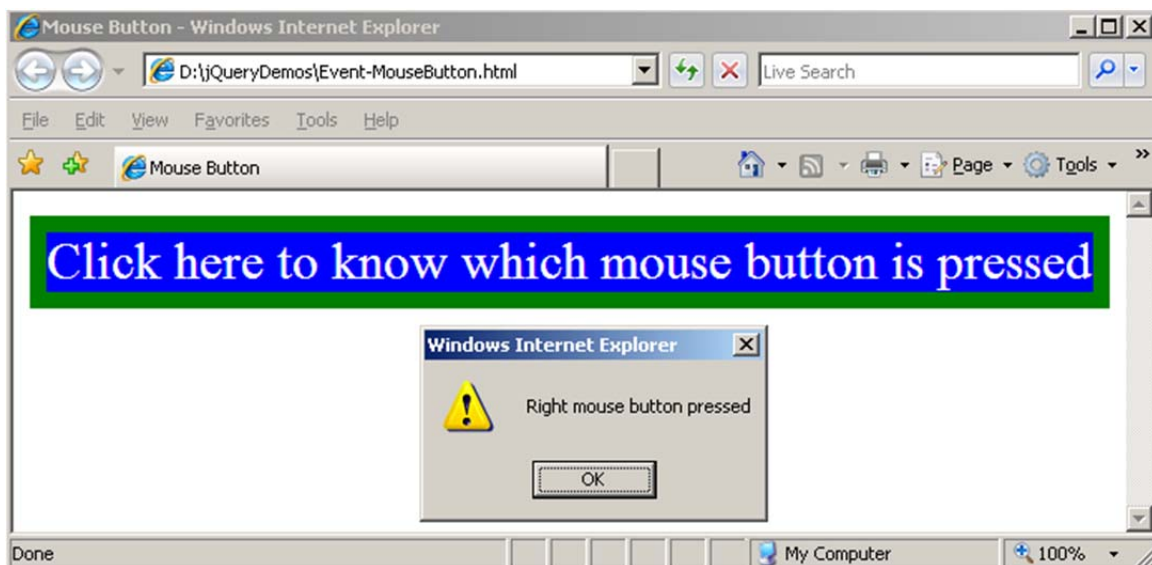 Mouse Button - Windows Internet Explorer
D:\jQueryDemos\Event-MouseButton.html
Live Search
File Edit View Favorites Tools Help
Mouse Button
Page Tools »
Click here to know which mouse button is pressed
Windows Internet Explorer
Right mouse button pressed
OK
Done
My Computer
100%